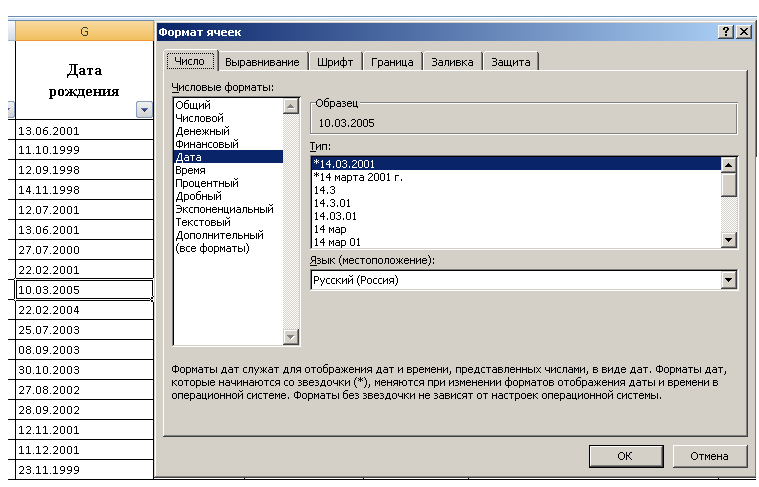 G
Дата
рождения
13.06.2001
11.10.1999
12.09.1998
14.11.1998
12.07.2001
13.06.2001
27.07.2000
22.02.2001
10.03.2005
22.02.2004
25.07.2003
08.09.2003
30.10.2003
27.08.2002
28.09.2002
12.11.2001
11.12.2001
23.11.1999
Формат ячеек
Число Выравнивание Шрифт Граница Заливка Защита
Числовые форматы:
Общий
Числовой
Денежный
Финансовый
Дата
Время
Процентный
Дробный
Экспоненциальный
Текстовый
Дополнительный
(все форматы)
Образец
10.03.2005
Тип:
*14.03.2001
*14 марта 2001 г.
14.3
14.3.01
14.03.01
14 мар
14 мар 01
Язык (местоположение):
Русский (Россия)
Форматы дат служат для отображения дат и времени, представленных числами, в виде дат. Форматы дат,
которые начинаются со звездочки (*), меняются при изменении форматов отображения даты и времени в
операционной системе. Форматы без звездочки не зависят от настроек операционной системы.
ОК Отмена